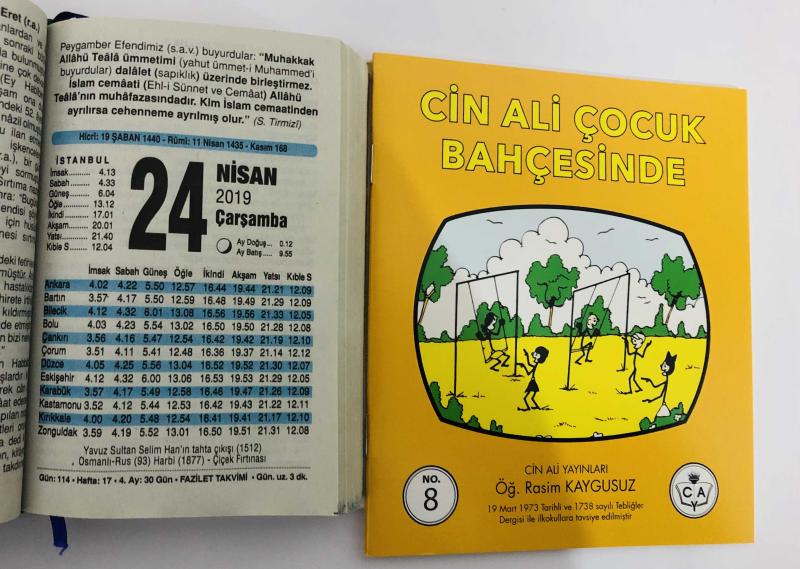 Eret (r.a.)
Peygamber Efendimiz (s.a.v.) buyurdular: “Muhakkak
Allâhü Teâlâ ümmetimi (yahut ümmet-i Muhammed'i
buyurdular) dalâlet (sapıklık) üzerinde birleştirmez.
İslam cemâati (Ehl-i Sünnet ve Cemâat) Allâhü
Teâlâ'nın muhâfazasındadır. Kim İslam cemaatinden
ayrılırsa cehenneme ayrılmış olur.” (S. Tirmizî)
Hicri: 19 ŞABAN 1440 - Rûmî: 11 Nisan 1435 - Kasım 168
İSTANBUL
İmsak......... 4.13
Sabah........ 4.33
Güneş........ 6.04
Öğle.......... 13.12
İkindi......... 17.01
Akşam....... 20.01
Yatsı.......... 21.40
Kıble S....... 12.04
24
NİSAN
2019
Çarşamba
Ay Doğuş... 0.12
Ay Batış..... 9.55
İmsak Sabah Güneş Öğle İkindi Akşam Yatsı Kıble S
Ankara 4.02 4.22 5.50 12.57 16.44 19.44 21.21 12.09
Bartın 3.57 4.17 5.50 12.59 16.48 19.49 21.29 12.09
Bilecik 4.12 4.32 6.01 13.08 16.56 19.56 21.33 12.05
Bolu 4.03 4.23 5.54 13.02 16.50 19.50 21.28 12.08
Çankırı 3.56 4.16 5.47 12.54 16.42 19.42 21.19 12.10
Çorum 3.51 4.11 5.41 12.48 16.36 19.37 21.14 12.12
Düzce 4.05 4.25 5.56 13.04 16.52 19.52 21.30 12.07
Eskişehir 4.12 4.32 6.00 13.06 16.53 19.53 21.29 12.05
Karabük 3.57 4.17 5.49 12.58 16.46 19.47 21.26 12.09
Kastamonu 3.52 4.12 5.44 12.53 16.42 19.43 21.22 12.11
Kırıkkale 4.00 4.20 5.48 12.54 16.41 19.41 21.17 12.10
Zonguldak 3.59 4.19 5.52 13.01 16.50 19.51 21.31 12.08
Yavuz Sultan Selim Han'ın tahta çıkışı (1512)
Osmanlı-Rus (93) Harbi (1877) - Çiçek Fırtınası
Gün: 114 • Hafta: 17 • 4. Ay: 30 Gün - FAZİLET TAKVİMİ • Gün. uz. 3 dk.
CİN ALİ ÇOCUK
BAHÇESİNDE
CİN ALİ YAYINLARI
Öğ. Rasim KAYGUSUZ
19 Mart 1973 Tarihli ve 1738 sayılı Tebliğler
Dergisi ile ilkokullara tavsiye edilmiştir
NO.
8
C A
Y